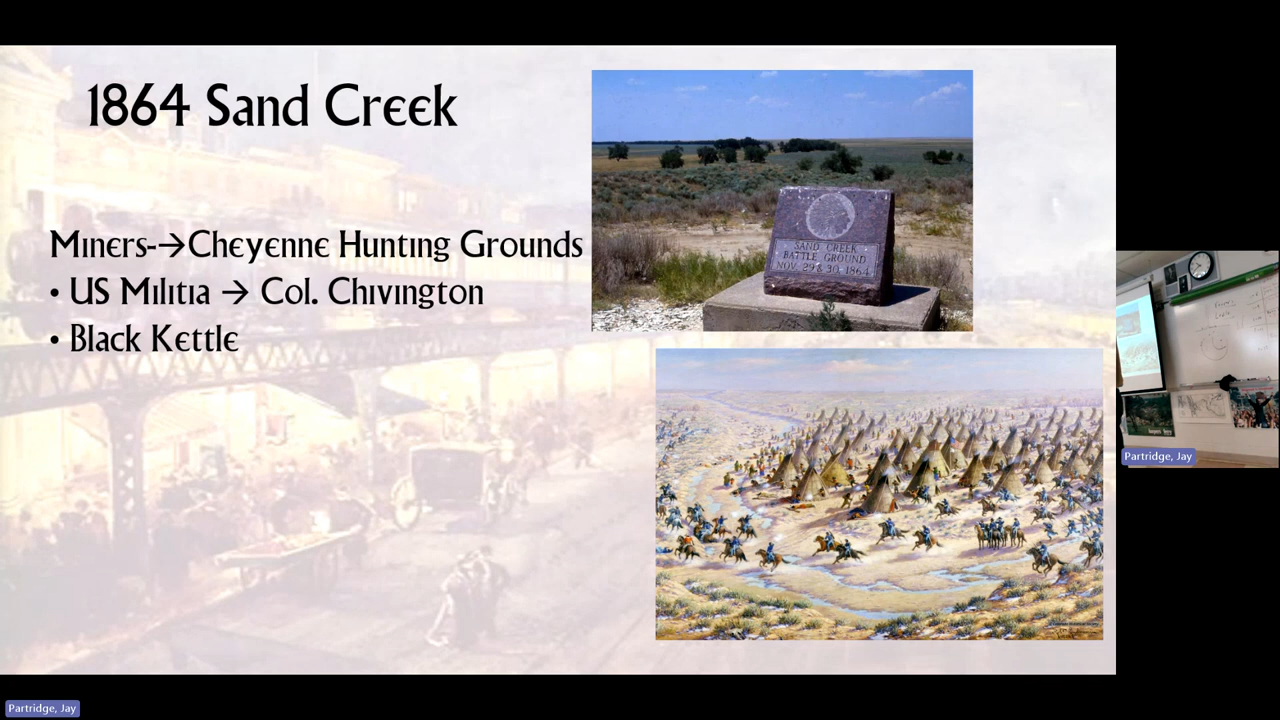 1864 Sand Creek
Miners-→Cheyenne Hunting Grounds
• US Militia → Col. Chivington
• Black Kettle
SAND CREEK
BATTLE GROUND
NOV. 29 & 30, 1864
Partridge, Jay
Partridge, Jay